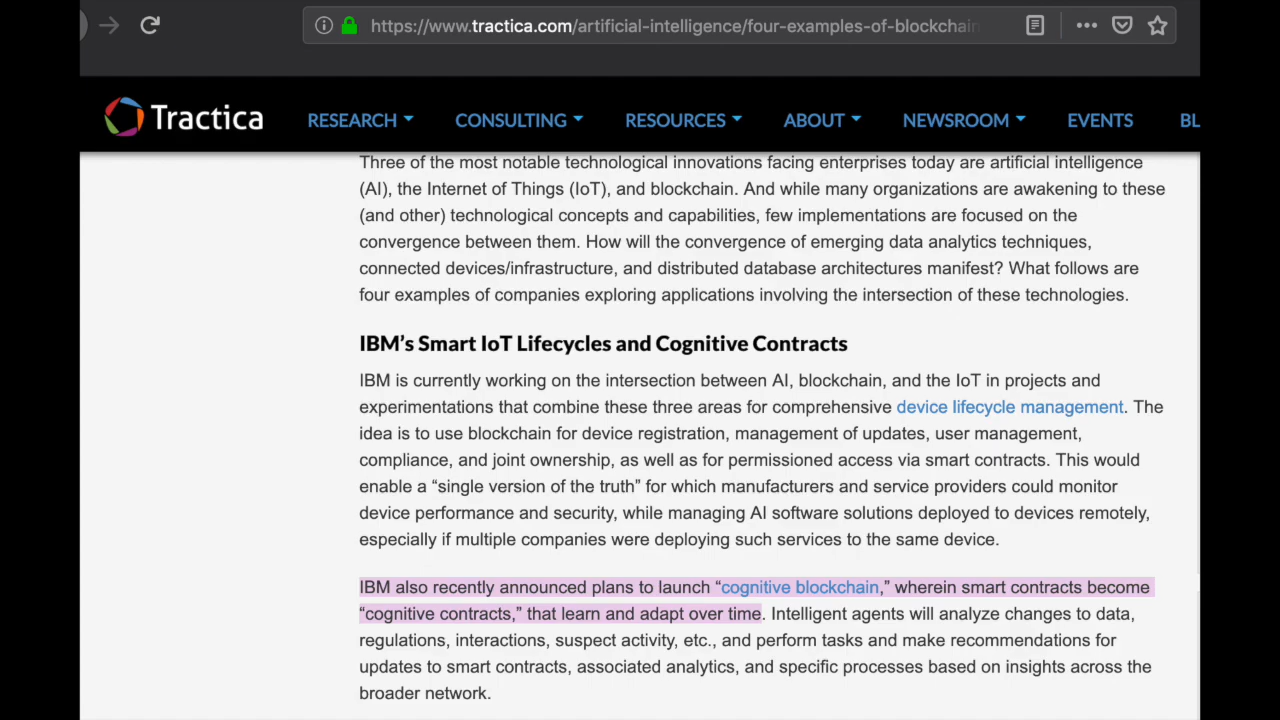 https://www.tractica.com/artificial-intelligence/four-examples-of-blockchain
Tractica RESEARCH CONSULTING RESOURCES ABOUT NEWSROOM EVENTS BL
Three of the most notable technological innovations facing enterprises today are artificial intelligence
(AI), the Internet of Things (IoT), and blockchain. And while many organizations are awakening to these
(and other) technological concepts and capabilities, few implementations are focused on the
convergence between them. How will the convergence of emerging data analytics techniques,
connected devices/infrastructure, and distributed database architectures manifest? What follows are
four examples of companies exploring applications involving the intersection of these technologies.
IBM’s Smart IoT Lifecycles and Cognitive Contracts
IBM is currently working on the intersection between AI, blockchain, and the IoT in projects and
experimentations that combine these three areas for comprehensive device lifecycle management. The
idea is to use blockchain for device registration, management of updates, user management,
compliance, and joint ownership, as well as for permissioned access via smart contracts. This would
enable a “single version of the truth” for which manufacturers and service providers could monitor
device performance and security, while managing AI software solutions deployed to devices remotely,
especially if multiple companies were deploying such services to the same device.
IBM also recently announced plans to launch “cognitive blockchain,” wherein smart contracts become
“cognitive contracts,” that learn and adapt over time. Intelligent agents will analyze changes to data,
regulations, interactions, suspect activity, etc., and perform tasks and make recommendations for
updates to smart contracts, associated analytics, and specific processes based on insights across the
broader network.